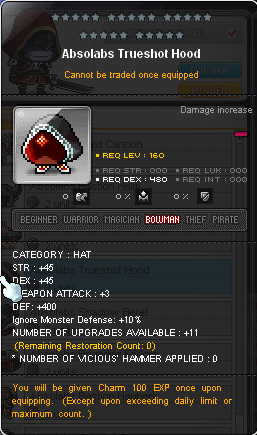 Absolabs Trueshot Hood
Cannot be traded once equipped
Damage increase
REQ LEV : 160
REQ STR : 000 REQ LUK : 000
REQ DEX : 480 REQ INT : 000
0 0% 0%
BEGINNER WARRIOR MAGICIAN BOWMAN THIEF PIRATE
CATEGORY : HAT
STR : +45
DEX : +45
WEAPON ATTACK : +3
DEF: +400
Ignore Monster Defense: +10%
NUMBER OF UPGRADES AVAILABLE : +11
(Remaining Restoration Count: 0)
* NUMBER OF VICIOUS' HAMMER APPLIED : 0
You will be given Charm 100 EXP once upon
equipping. (Except upon exceeding daily limit or
maximum count. )